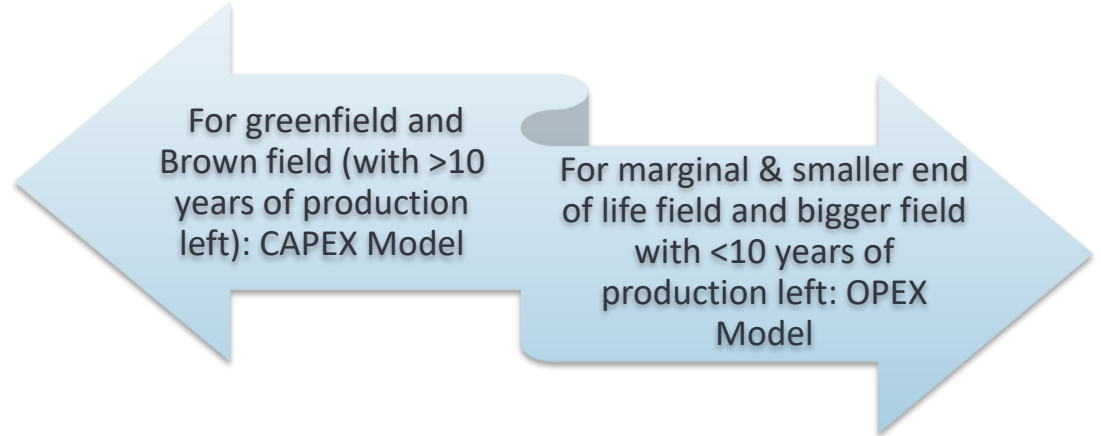 For greenfield and
Brown field (with >10
years of production
left): CAPEX Model
For marginal & smaller end
of life field and bigger field
with <10 years of
production left: OPEX
Model